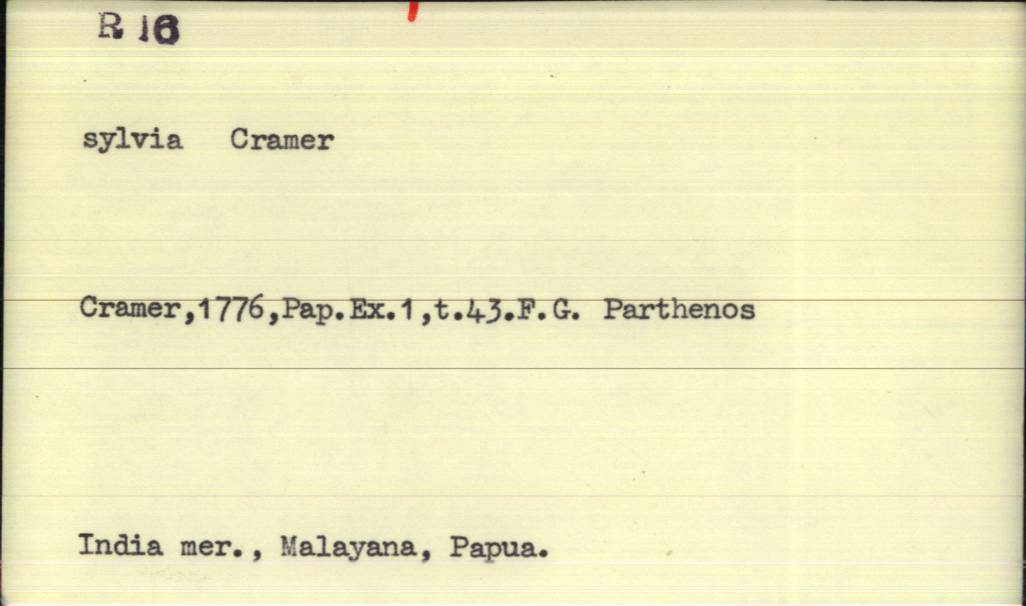 R 16
sylvia Cramer
Cramer,1776,Pap.Ex.1,t.43.F.G. Parthenos
India mer., Malayana, Papua.